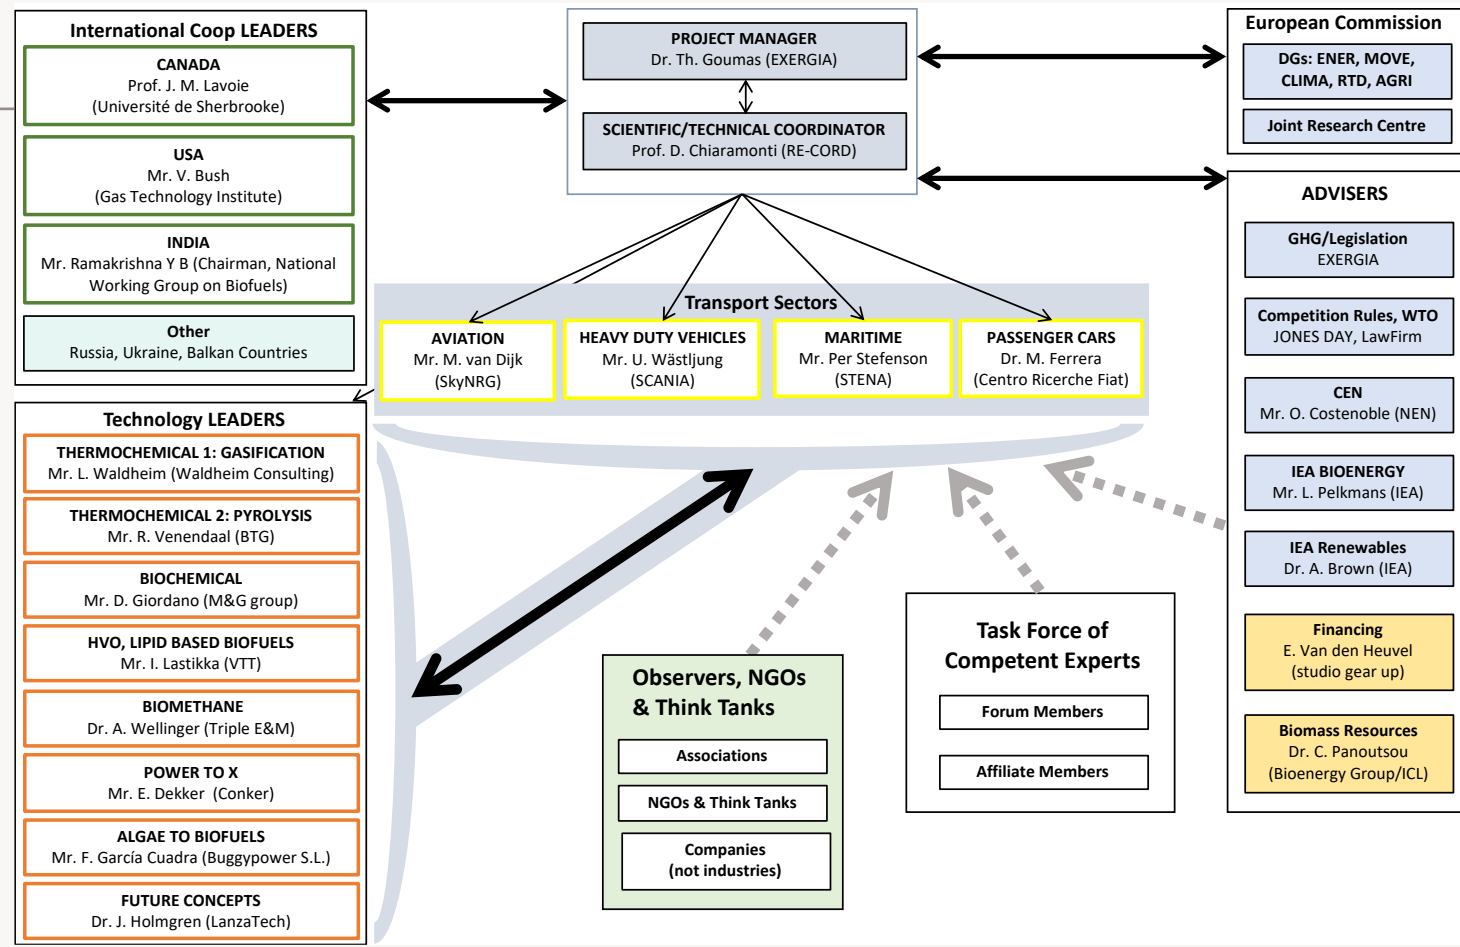 International Coop LEADERS
CANADA
Prof. J. M. Lavoie
(Université de Sherbrooke)
USA
Mr. V. Bush
(Gas Technology Institute)
INDIA
Mr. Ramakrishna Y B (Chairman, National
Working Group on Biofuels)
Other
Russia, Ukraine, Balkan Countries
PROJECT MANAGER
Dr. Th. Goumas (EXERGIA)
SCIENTIFIC/TECHNICAL COORDINATOR
Prof. D. Chiaramonti (RE-CORD)
European Commission
DGs: ENER, MOVE,
CLIMA, RTD, AGRI
Joint Research Centre
Transport Sectors
AVIATION
Mr. M. van Dijk
(SkyNRG)
HEAVY DUTY VEHICLES
Mr. U. Wästljung
(SCANIA)
MARITIME
Mr. Per Stefenson
(STENA)
PASSENGER CARS
Dr. M. Ferrera
(Centro Ricerche Fiat)
ADVISERS
GHG/Legislation
EXERGIA
Competition Rules, WTO
JONES DAY, LawFirm
CEN
Mr. O. Costenoble (NEN)
IEA BIOENERGY
Mr. L. Pelkmans (IEA)
IEA Renewables
Dr. A. Brown (IEA)
Financing
E. Van den Heuvel
(studio gear up)
Biomass Resources
Dr. C. Panoutsou
(Bioenergy Group/ICL)
Technology LEADERS
THERMOCHEMICAL 1: GASIFICATION
Mr. L. Waldheim (Waldheim Consulting)
THERMOCHEMICAL 2: PYROLYSIS
Mr. R. Venendaal (BTG)
BIOCHEMICAL
Mr. D. Giordano (M&G group)
HVO, LIPID BASED BIOFUELS
Mr. I. Lastikka (VTT)
BIOMETHANE
Dr. A. Wellinger (Triple E&M)
POWER TO X
Mr. E. Dekker (Conker)
ALGAE TO BIOFUELS
Mr. F. García Cuadra (Buggypower S.L.)
FUTURE CONCEPTS
Dr. J. Holmgren (LanzaTech)
Observers, NGOs
& Think Tanks
Associations
NGOs & Think Tanks
Companies
(not industries)
Task Force of
Competent Experts
Forum Members
Affiliate Members